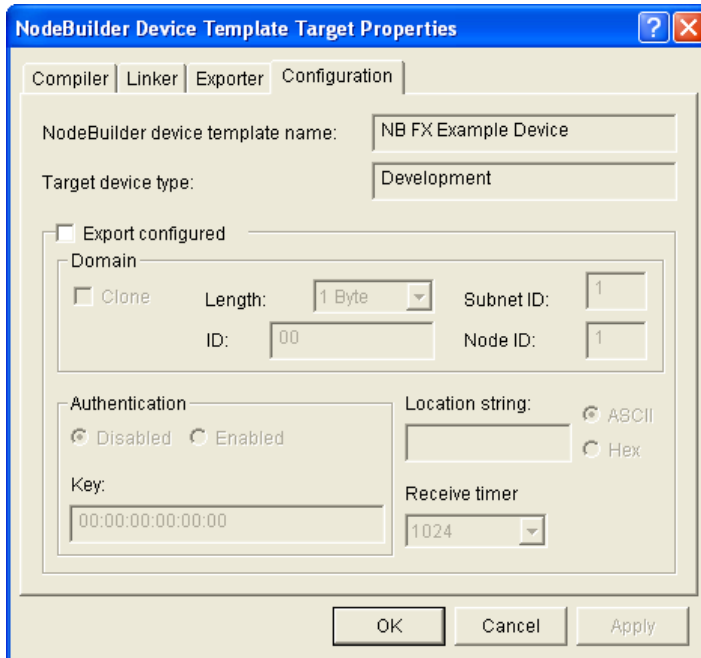 NodeBuilder Device Template Target Properties
Compiler Linker Exporter Configuration
NodeBuilder device template name: NB FX Example Device
Target device type: Development
Export configured
Domain
Clone Length: 1 Byte Subnet ID: 1
ID: 00 Node ID: 1
Authentication Location string:
Disabled Enabled ASCII
Hex
Key: Receive timer
00:00:00:00:00:00 1024
OK Cancel Apply